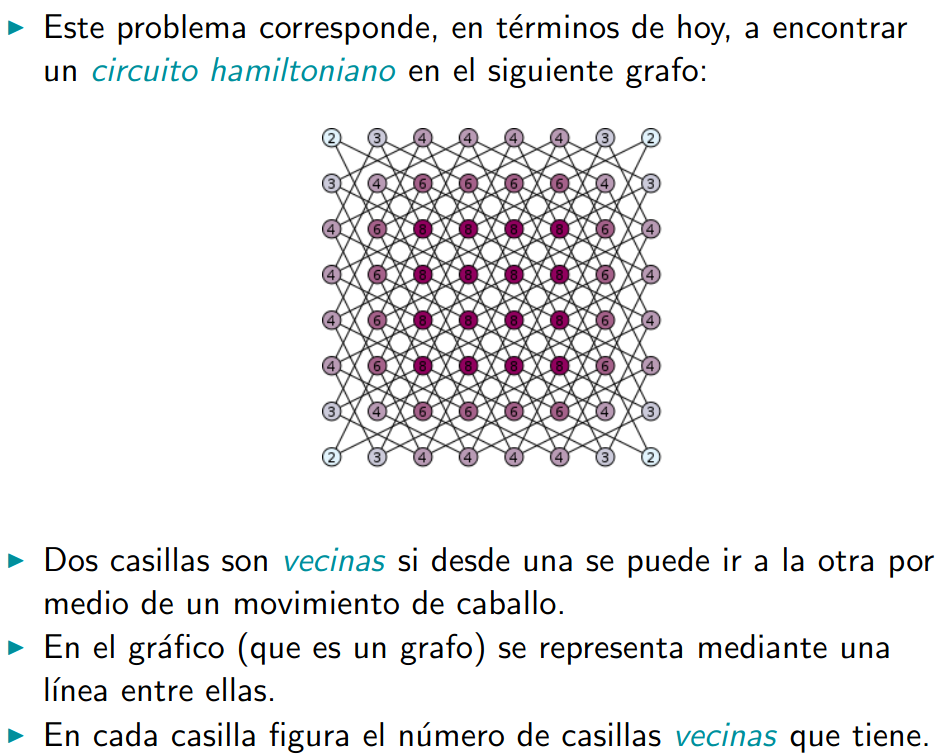 ▶ Este problema corresponde, en términos de hoy, a encontrar
un circuito hamiltoniano en el siguiente grafo:
2 3 4 4 4 4 3 2
3 4 6 6 6 6 4 3
4 6 8 8 8 8 6 4
4 6 8 8 8 8 6 4
4 6 8 8 8 8 6 4
4 6 8 8 8 8 6 4
3 4 6 6 6 6 4 3
2 3 4 4 4 4 3 2
▶ Dos casillas son vecinas si desde una se puede ir a la otra por
medio de un movimiento de caballo.
▶ En el gráfico (que es un grafo) se representa mediante una
línea entre ellas.
▶ En cada casilla figura el número de casillas vecinas que tiene.